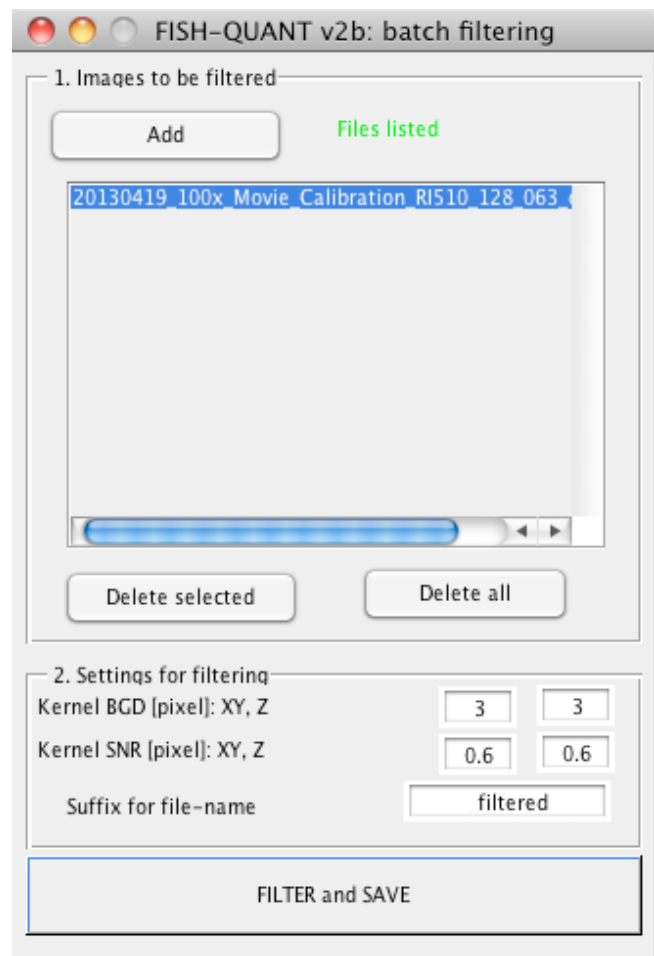 FISH-QUANT v2b: batch filtering
1. Images to be filtered
Add
Files listed
20130419_100x_Movie_Calibration_RI510_128_063_
Delete selected
Delete all
2. Settings for filtering
Kernel BGD [pixel]: XY, Z 3 3
Kernel SNR [pixel]: XY, Z 0.6 0.6
Suffix for file-name filtered
FILTER and SAVE